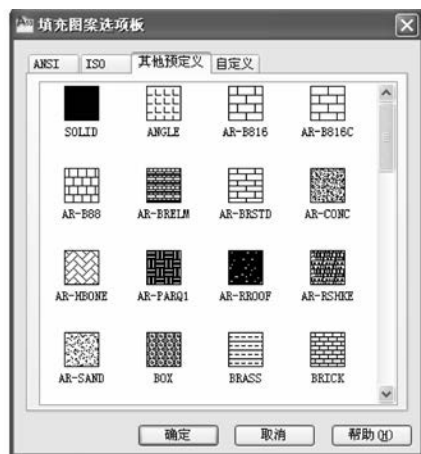 填充图案选项板
ANSI ISO 其他预定义 自定义
SOLID ANGLE AR-B816 AR-B816C
AR-B88 AR-BRELM AR-BRSTD AR-CONC
AR-HBONE AR-PARQ1 AR-RROOF AR-RSHKE
AR-SAND BOX BRASS BRICK
确定 取消 帮助(H)